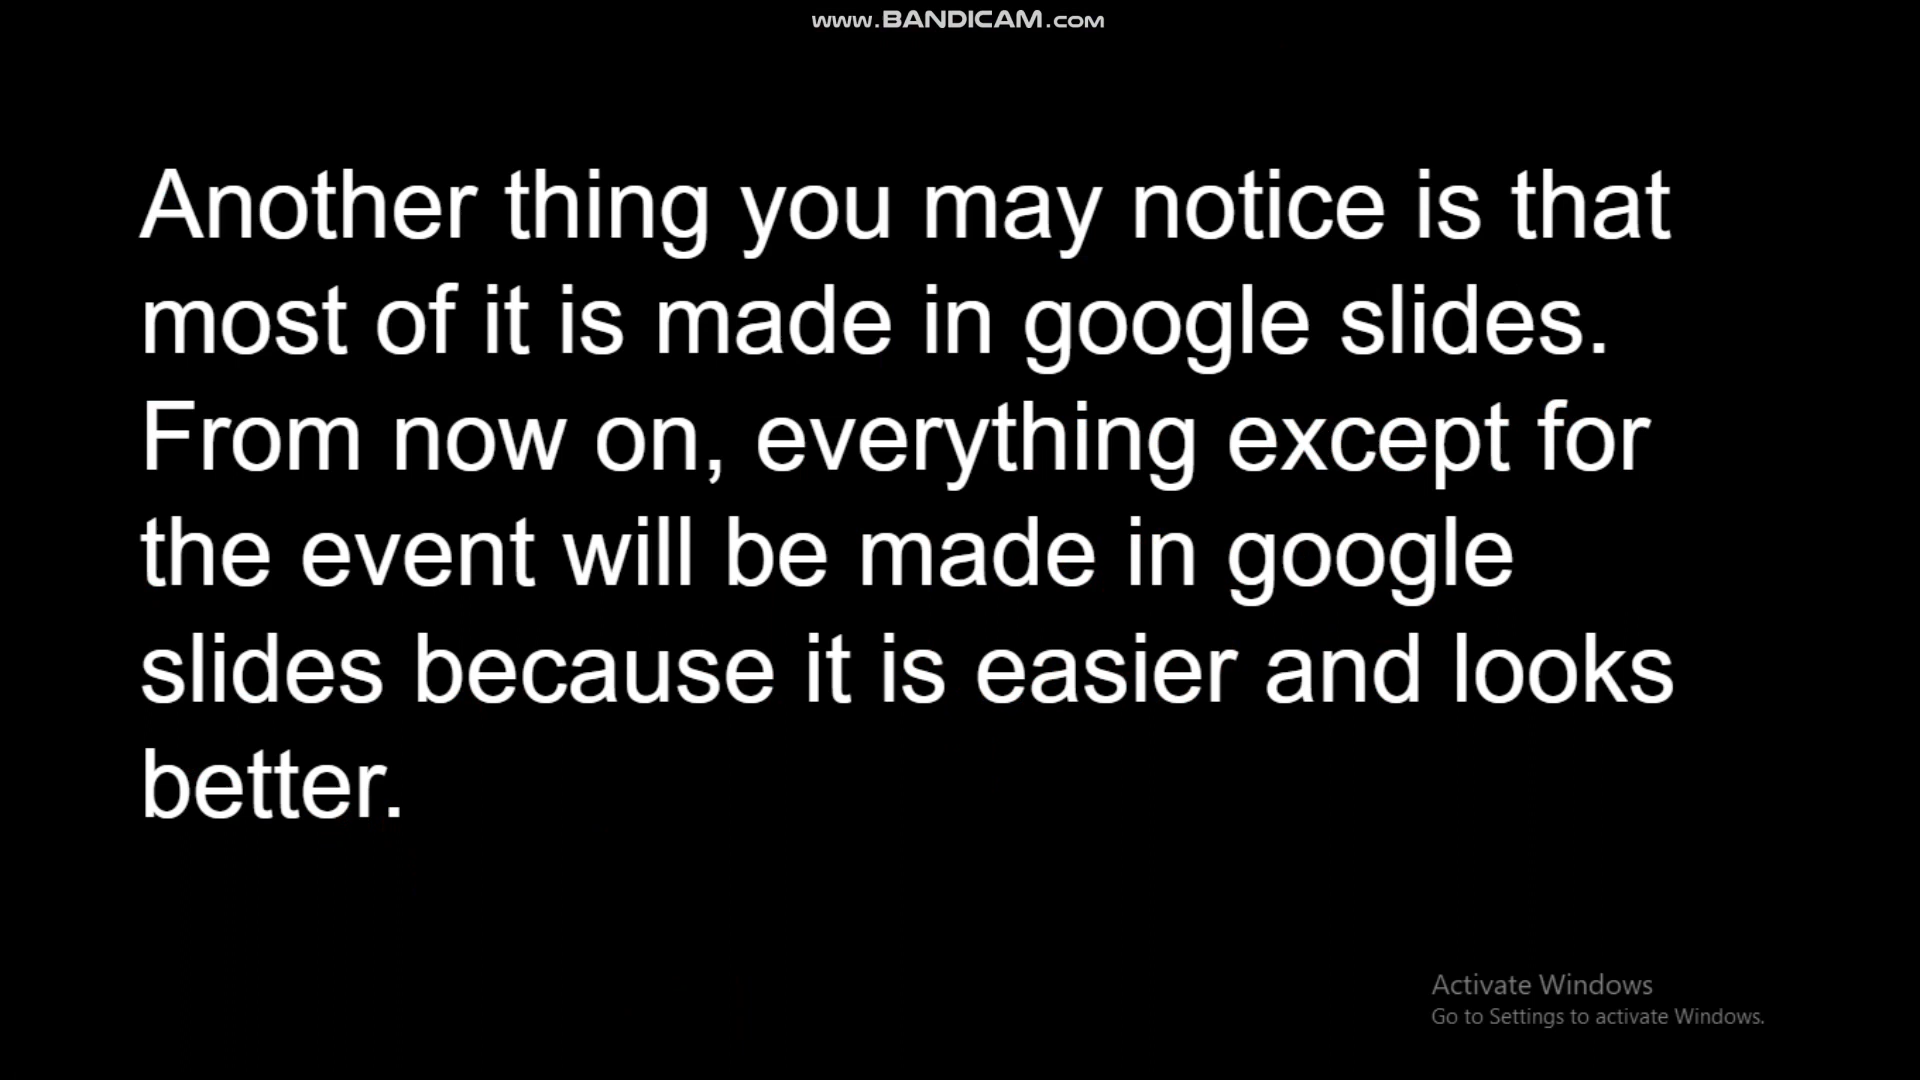 www.BANDICAM.com
Another thing you may notice is that
most of it is made in google slides.
From now on, everything except for
the event will be made in google
slides because it is easier and looks
better.
Activate Windows
Go to Settings to activate Windows.